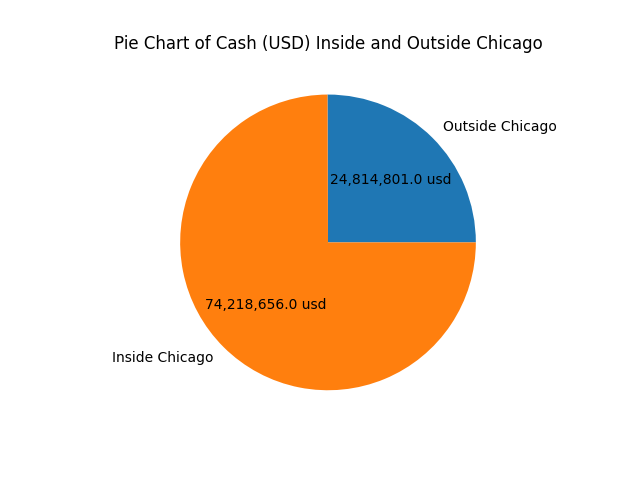 Pie Chart of Cash (USD) Inside and Outside Chicago
Outside Chicago
24,814,801.0 usd
74,218,656.0 usd
Inside Chicago